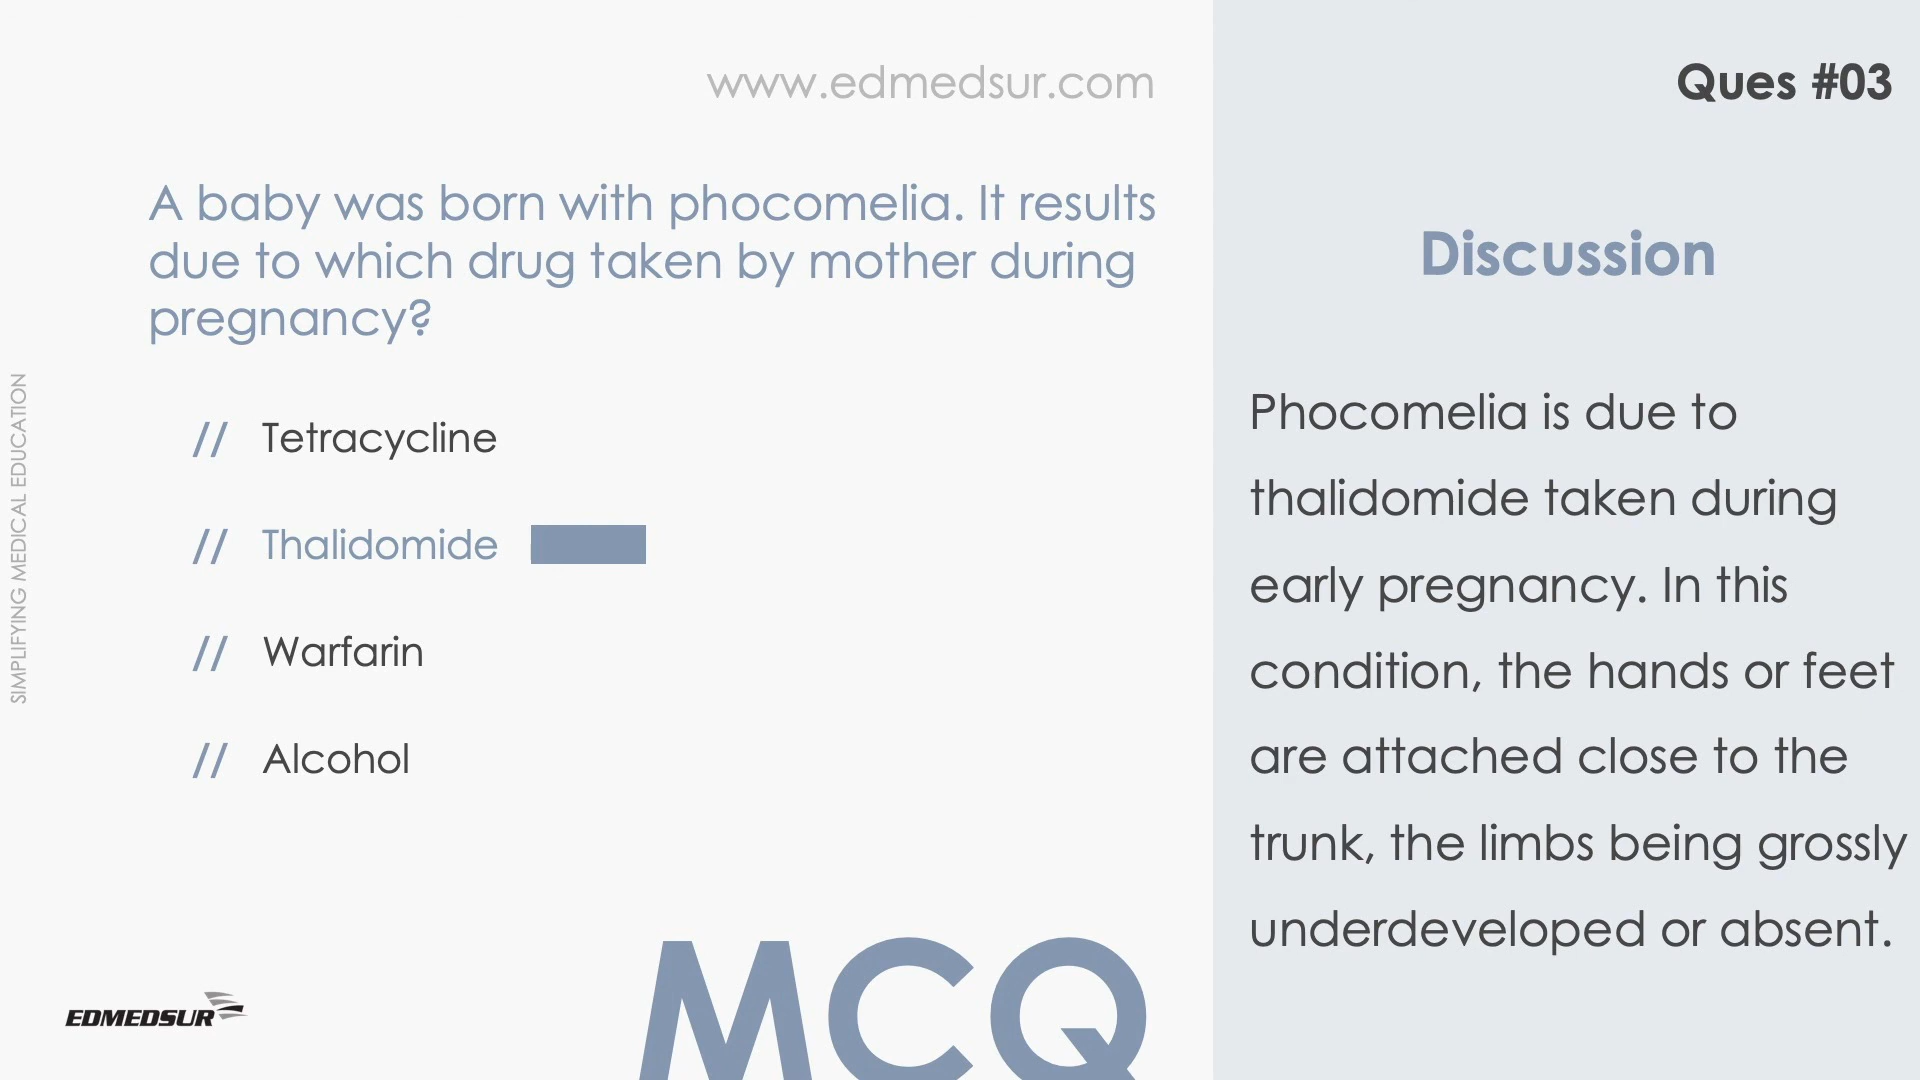 www.edmedsur.com
Ques #03
A baby was born with phocomelia. It results
due to which drug taken by mother during
pregnancy?
// Tetracycline
// Thalidomide
// Warfarin
// Alcohol
Discussion
Phocomelia is due to
thalidomide taken during
early pregnancy. In this
condition, the hands or feet
are attached close to the
trunk, the limbs being grossly
underdeveloped or absent.
SIMPLIFYING MEDICAL EDUCATION
EDMEDSUR
MCQ